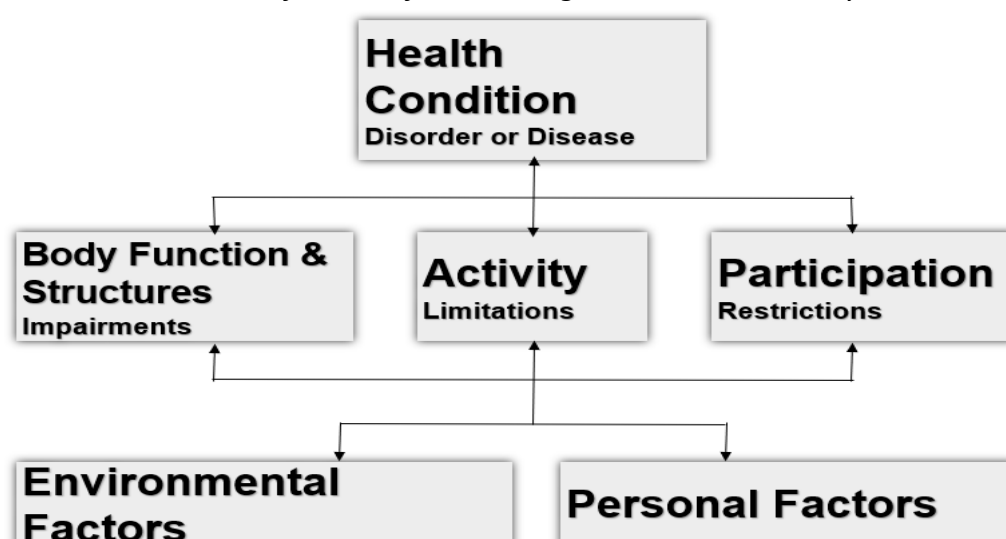 Health
Condition
Disorder or Disease
Body Function &
Structures
Impairments
Activity
Limitations
Participation
Restrictions
Environmental
Factors
Personal Factors